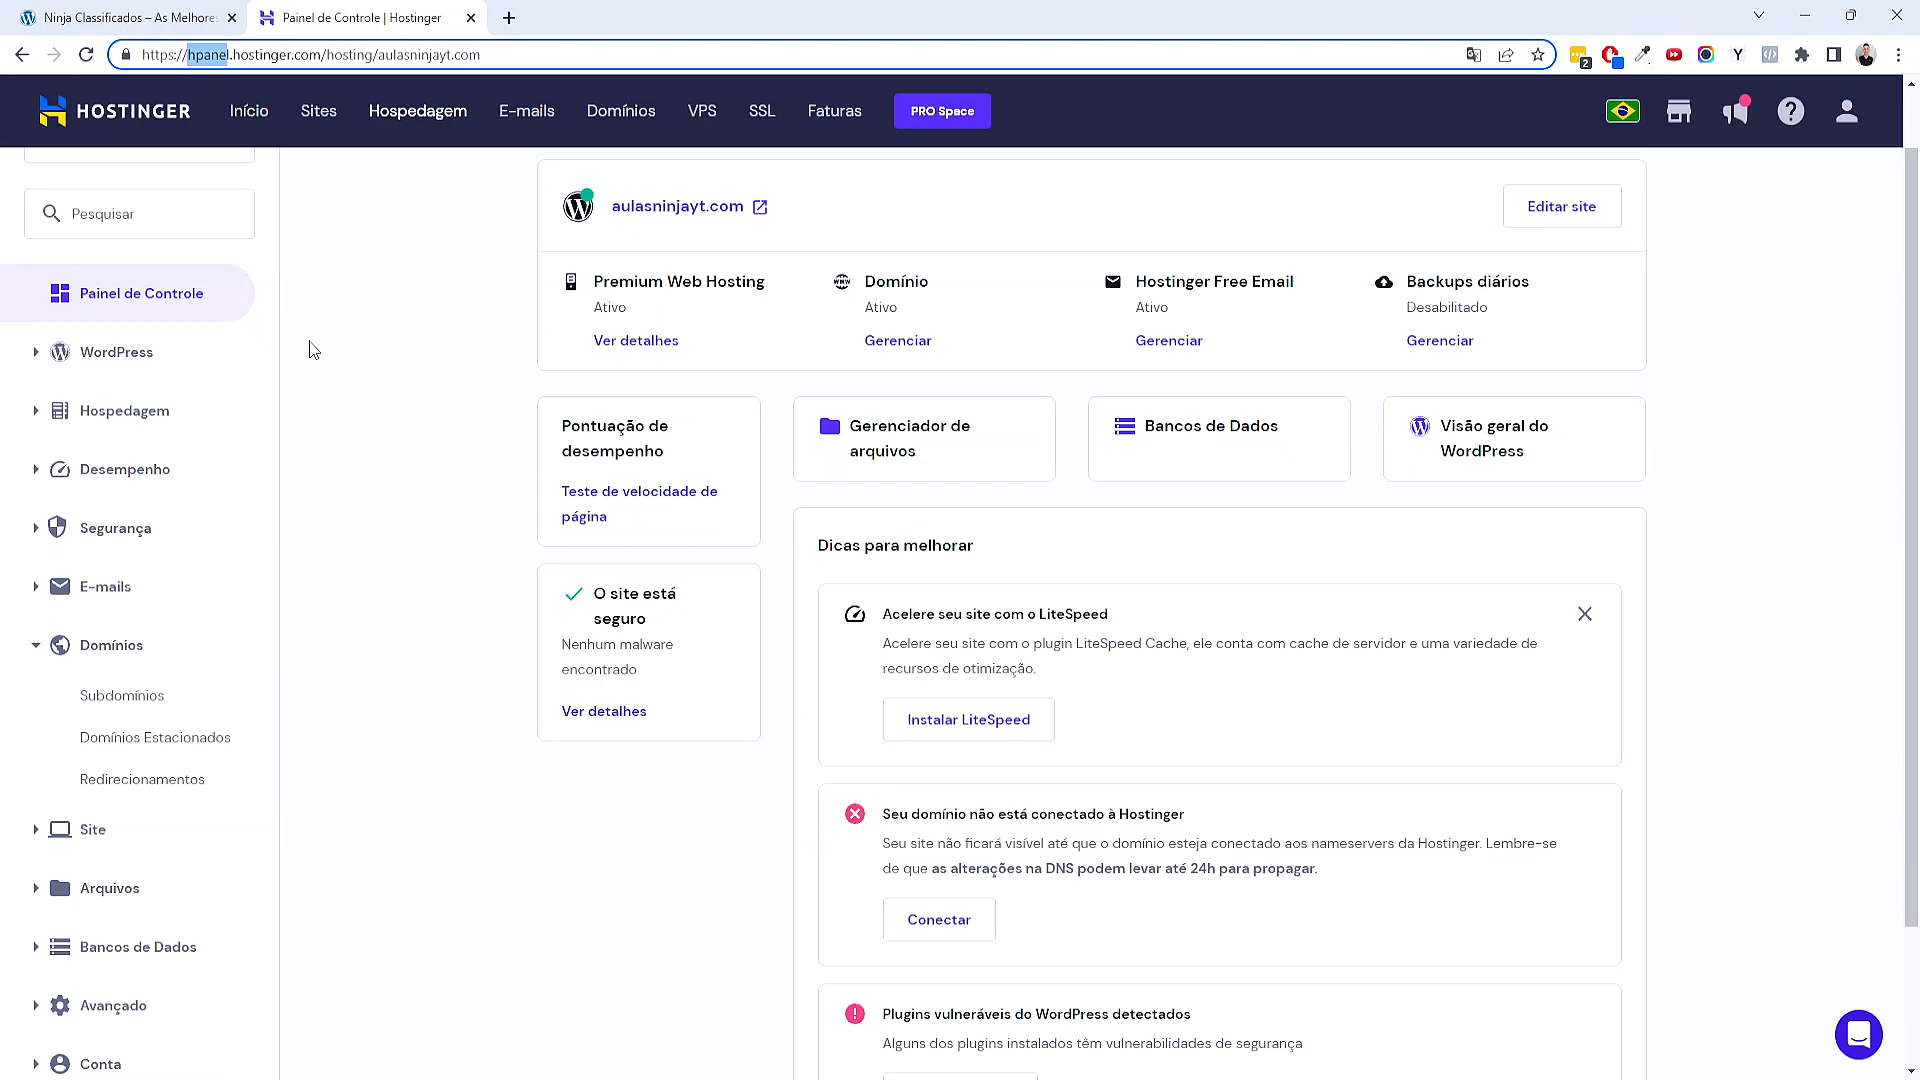 Ninja Classificados – As Melhores
Painel de Controle | Hostinger
https://hpanel.hostinger.com/hosting/aulasninjayt.com
2
Y
HOSTINGER
Início
Sites
Hospedagem
E-mails
Domínios
VPS
SSL
Faturas
PRO Space
Pesquisar
Painel de Controle
WordPress
Hospedagem
Desempenho
Segurança
E-mails
Domínios
Subdomínios
Domínios Estacionados
Redirecionamentos
Site
Arquivos
Bancos de Dados
Avançado
Conta
aulasninjayt.com
Editar site
Premium Web Hosting
Ativo
Ver detalhes
Domínio
Ativo
Gerenciar
Hostinger Free Email
Ativo
Gerenciar
Backups diários
Desabilitado
Gerenciar
Pontuação de
desempenho
Teste de velocidade de
página
Gerenciador de
arquivos
Bancos de Dados
Visão geral do
WordPress
O site está
seguro
Nenhum malware
encontrado
Ver detalhes
Dicas para melhorar
Acelere seu site com o LiteSpeed
Acelere seu site com o plugin LiteSpeed Cache, ele conta com cache de servidor e uma variedade de
recursos de otimização.
Instalar LiteSpeed
Seu domínio não está conectado à Hostinger
Seu site não ficará visível até que o domínio esteja conectado aos nameservers da Hostinger. Lembre-se
de que as alterações na DNS podem levar até 24h para propagar.
Conectar
Plugins vulneráveis do WordPress detectados
Alguns dos plugins instalados têm vulnerabilidades de segurança